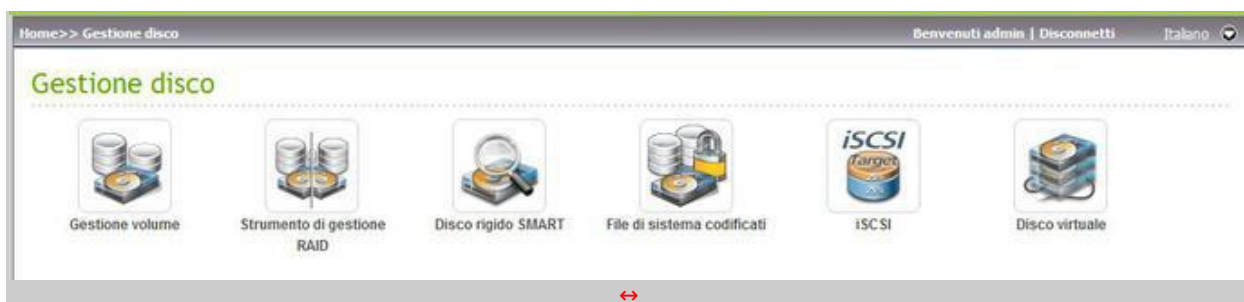 Home>> Gestione disco
Benvenuti admin | Disconnetti
Italiano
Gestione disco
Gestione volume
Strumento di gestione
RAID
Disco rigido SMART
File di sistema codificati
iSCSI
Target
iSCSI
Disco virtuale